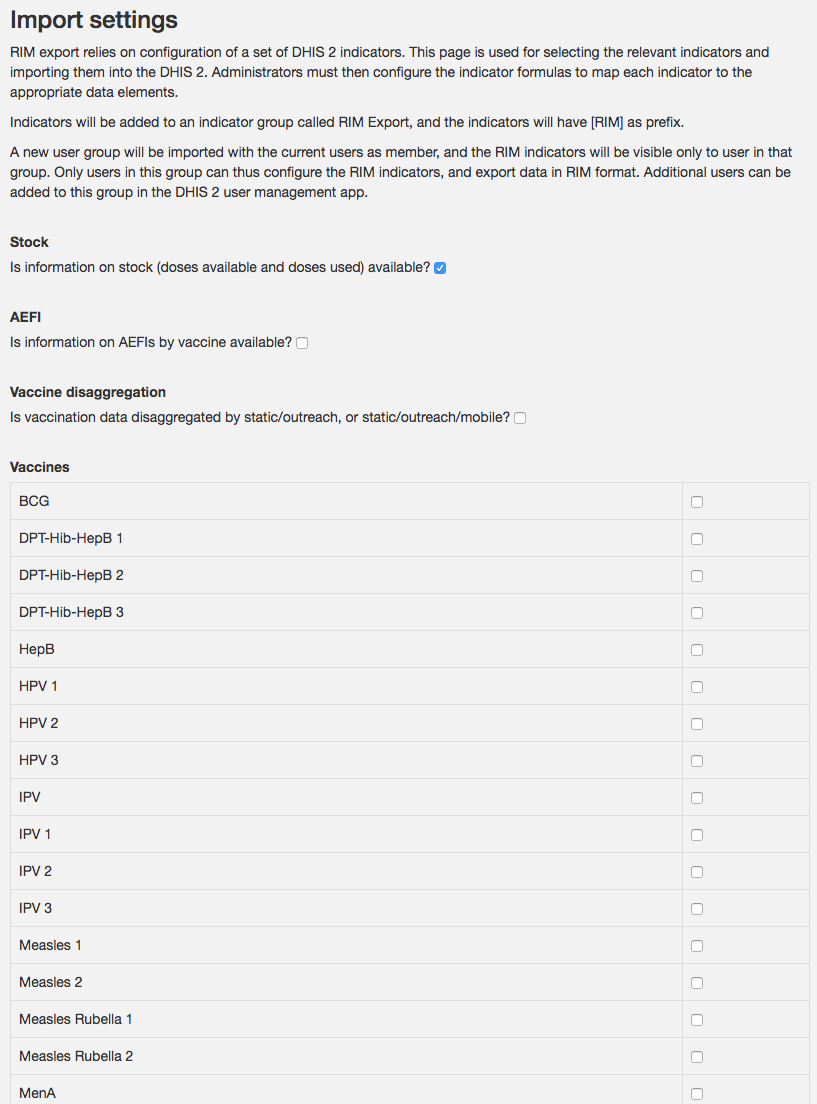 Import settings
RIM export relies on configuration of a set of DHIS 2 indicators. This page is used for selecting the relevant indicators and
importing them into the DHIS 2. Administrators must then configure the indicator formulas to map each indicator to the
appropriate data elements.
Indicators will be added to an indicator group called RIM Export, and the indicators will have [RIM] as prefix.
A new user group will be imported with the current users as member, and the RIM indicators will be visible only to user in that
group. Only users in this group can thus configure the RIM indicators, and export data in RIM format. Additional users can be
added to this group in the DHIS 2 user management app.
Stock
Is information on stock (doses available and doses used) available?
AEFI
Is information on AEFIs by vaccine available?
Vaccine disaggregation
Is vaccination data disaggregated by static/outreach, or static/outreach/mobile?
Vaccines
BCG
DPT-Hib-HepB 1
DPT-Hib-HepB 2
DPT-Hib-HepB 3
HepB
HPV 1
HPV 2
HPV 3
IPV
IPV 1
IPV 2
IPV 3
Measles 1
Measles 2
Measles Rubella 1
Measles Rubella 2
MenA